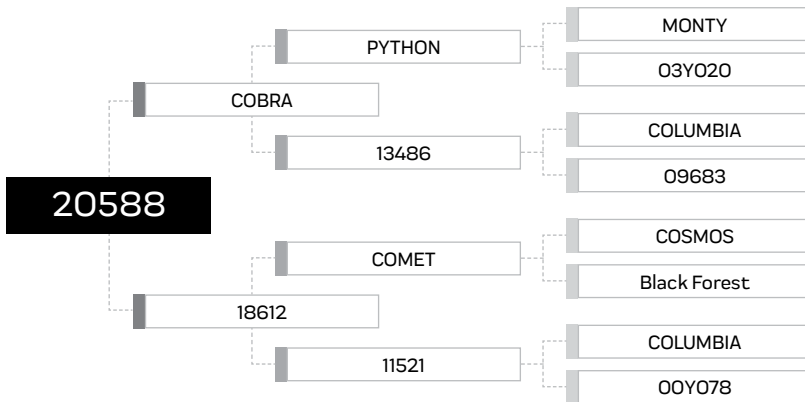 MONTY
PYTHON
03Y020
COBRA
COLUMBIA
13486
09683
20588
COSMOS
COMET
Black Forest
18612
COLUMBIA
11521
00Y078